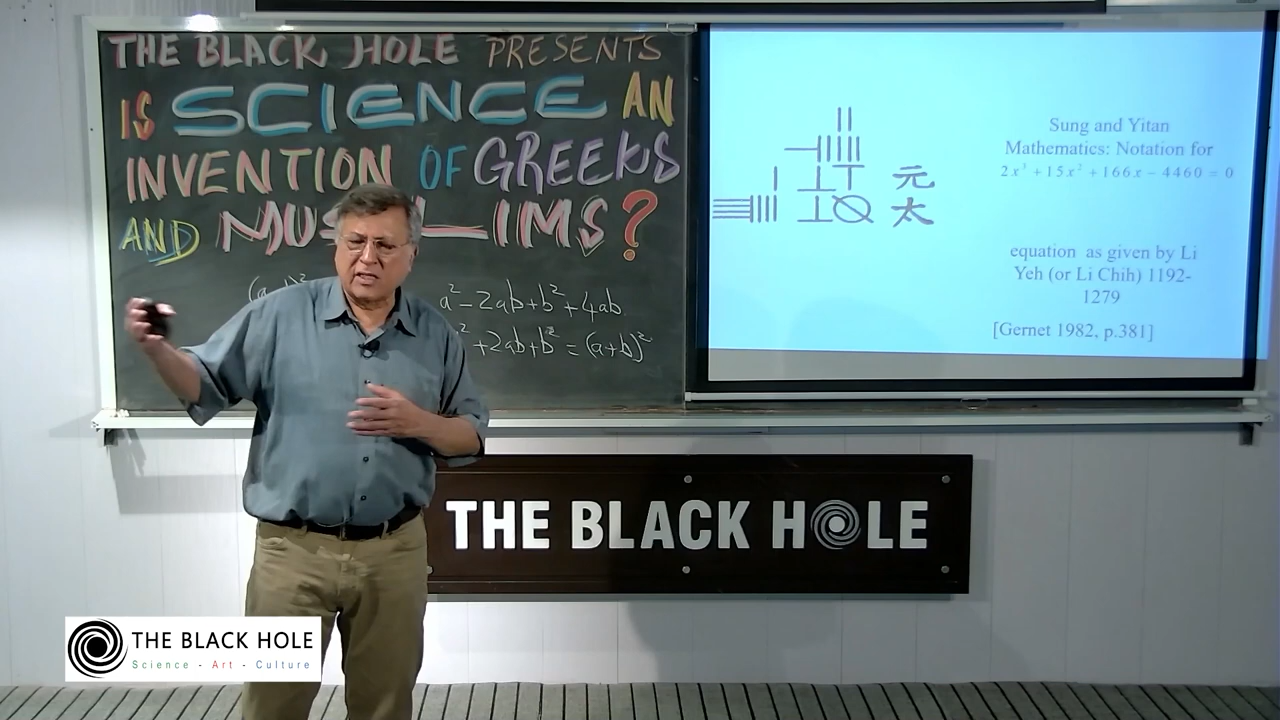 THE BLACK HOLE PRESENTS
IS SCIENCE AN
INVENTION OF GREEKS
AND MUSLIMS?
a² - 2ab + b² + 4ab
² + 2ab + b² = (a+b)²
Sung and Yitan
Mathematics: Notation for
2x³ + 15x² + 166x - 4460 = 0
元
太
equation as given by Li
Yeh (or Li Chih) 1192-
1279
[Gernet 1982, p.381]
THE BLACK HOLE
THE BLACK HOLE
Science - Art - Culture